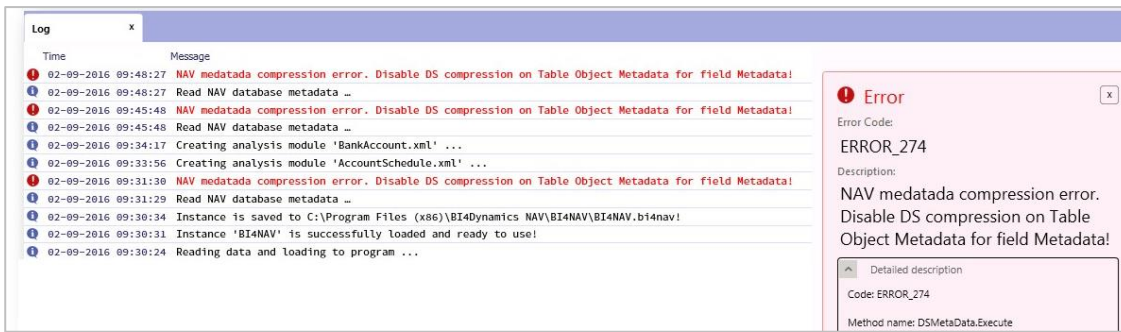 Log x
Time Message
02-09-2016 09:48:27 NAV medatada compression error. Disable DS compression on Table Object Metadata for field Metadata!
02-09-2016 09:48:27 Read NAV database metadata …
02-09-2016 09:45:48 NAV medatada compression error. Disable DS compression on Table Object Metadata for field Metadata!
02-09-2016 09:45:48 Read NAV database metadata …
02-09-2016 09:34:17 Creating analysis module 'BankAccount.xml' ...
02-09-2016 09:33:56 Creating analysis module 'AccountSchedule.xml' ...
02-09-2016 09:31:30 NAV medatada compression error. Disable DS compression on Table Object Metadata for field Metadata!
02-09-2016 09:31:29 Read NAV database metadata …
02-09-2016 09:30:34 Instance is saved to C:\Program Files (x86)\BI4Dynamics NAV\BI4NAV\BI4NAV.bi4nav!
02-09-2016 09:30:31 Instance 'BI4NAV' is successfully loaded and ready to use!
02-09-2016 09:30:24 Reading data and loading to program ...
Error x
Error Code:
ERROR_274
Description:
NAV medatada compression error.
Disable DS compression on Table
Object Metadata for field Metadata!
Detailed description
Code: ERROR_274
Method name: DSMetaData.Execute